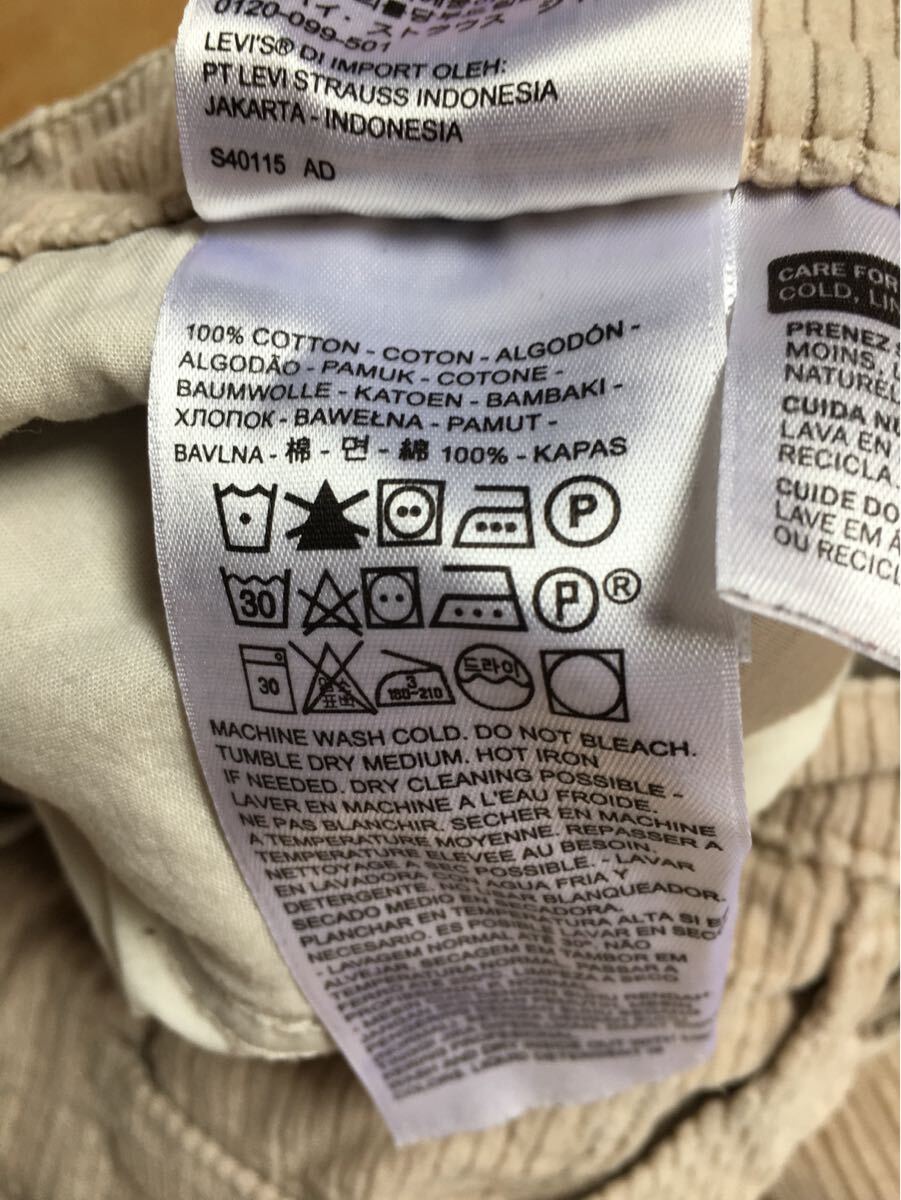 0120-099-501
LEVI'S® DI IMPORT OLEH:
PT LEVI STRAUSS INDONESIA
JAKARTA - INDONESIA
S40115 AD
100% COTTON - COTON - ALGODÓN -
ALGODÃO - PAMUK - COTONE -
BAUMWOLLE - KATOEN - BAMBAKI -
ХЛОПОК - BAWEŁNA - PAMUT -
BAVLNA - 棉 - 면 - 綿 100% - KAPAS
P
30 P ®
30 3 180-210 드라이
MACHINE WASH COLD. DO NOT BLEACH.
TUMBLE DRY MEDIUM. HOT IRON
IF NEEDED. DRY CLEANING POSSIBLE -
LAVER EN MACHINE A L'EAU FROIDE.
NE PAS BLANCHIR. SECHER EN MACHINE
A TEMPERATURE MOYENNE. REPASSER A
TEMPERATURE ELEVEE AU BESOIN.
NETTOYAGE A SEC POSSIBLE. - LAVAR
EN LAVADORA CON AGUA FRIA Y
DETERGENTE. NO USAR BLANQUEADOR.
SECADO MEDIO EN SECADORA.
PLANCHAR EN TEMPERATURA ALTA SI ES
NECESARIO. ES POSIBLE LAVAR EN SECO
- LAVAGEM NORMAL ATÉ 30º. NÃO
ALVEJAR. SECAGEM EM TAMBOR EM
TEMPERATURA NORMAL. PASSAR A
CARE FOR
COLD, LIN
PRENEZ S
MOINS, L
NATUREL
CUIDA NU
LAVA EN
RECICLA.
CUIDE DO
LAVE EM Á
OU RECICL